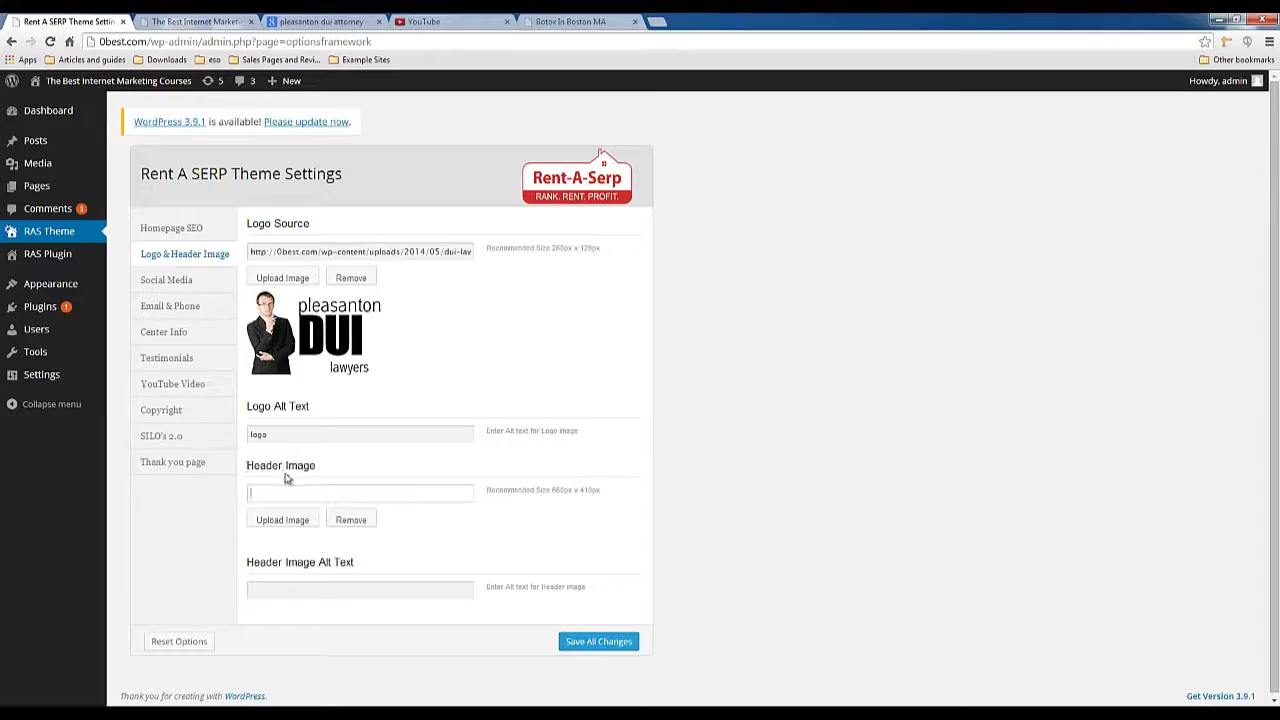 Rent A SERP Theme Settin
The Best Internet Marketi
pleasanton dui attorney -
YouTube
Botox In Boston MA
0best.com/wp-admin/admin.php?page=optionsframework
Apps
Articles and guides
Downloads
eso
Sales Pages and Revi...
Example Sites
Other bookmarks
The Best Internet Marketing Courses
5
3
New
Howdy, admin
Dashboard
Posts
Media
Pages
Comments 3
RAS Theme
RAS Plugin
Appearance
Plugins 1
Users
Tools
Settings
Collapse menu
WordPress 3.9.1 is available! Please update now.
Rent A SERP Theme Settings
Rent-A-Serp
RANK. RENT. PROFIT.
Homepage SEO
Logo & Header Image
Social Media
Email & Phone
Center Info
Testimonials
YouTube Video
Copyright
SILO's 2.0
Thank you page
Logo Source
http://0best.com/wp-content/uploads/2014/05/dui-lav
Recommended Size 260px x 128px
Upload Image
Remove
pleasanton
DUI
lawyers
Logo Alt Text
logo
Enter Alt text for Logo image
Header Image
Recommended Size 660px x 410px
Upload Image
Remove
Header Image Alt Text
Enter Alt text for Header image
Reset Options
Save All Changes
Thank you for creating with WordPress.
Get Version 3.9.1